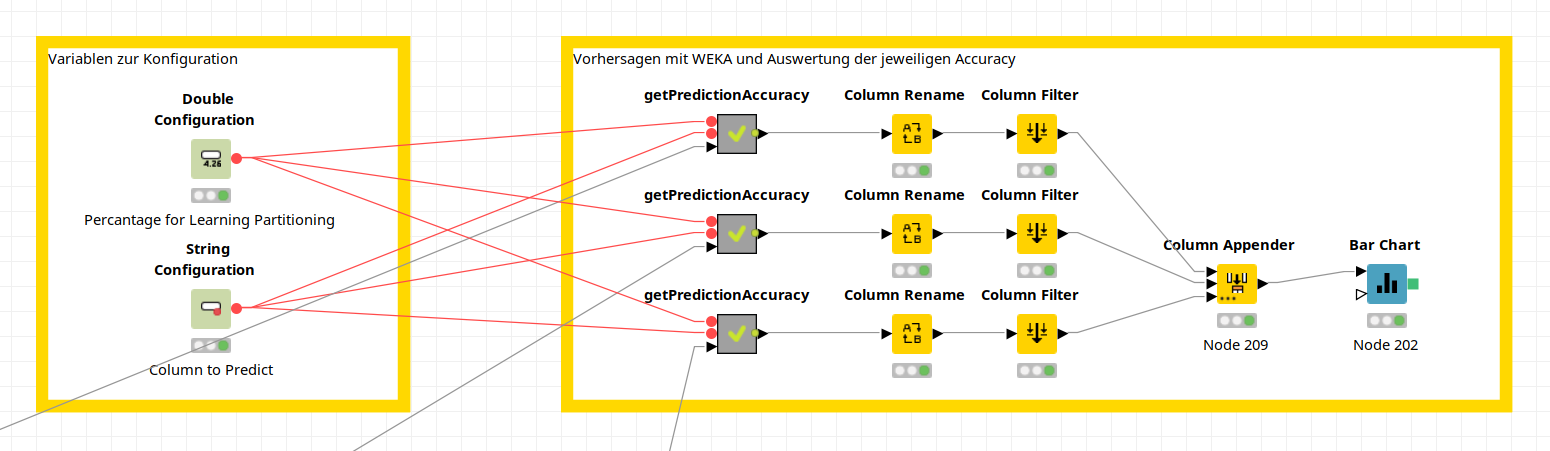 Variablen zur Konfiguration
Double
Configuration
4.26
Percantage for Learning Partitioning
String
Configuration
Column to Predict
Vorhersagen mit WEKA und Auswertung der jeweiligen Accuracy
getPredictionAccuracy
Column Rename
Column Filter
A
B
getPredictionAccuracy
Column Rename
Column Filter
A
B
getPredictionAccuracy
Column Rename
Column Filter
A
B
Column Appender
Node 209
Bar Chart
Node 202